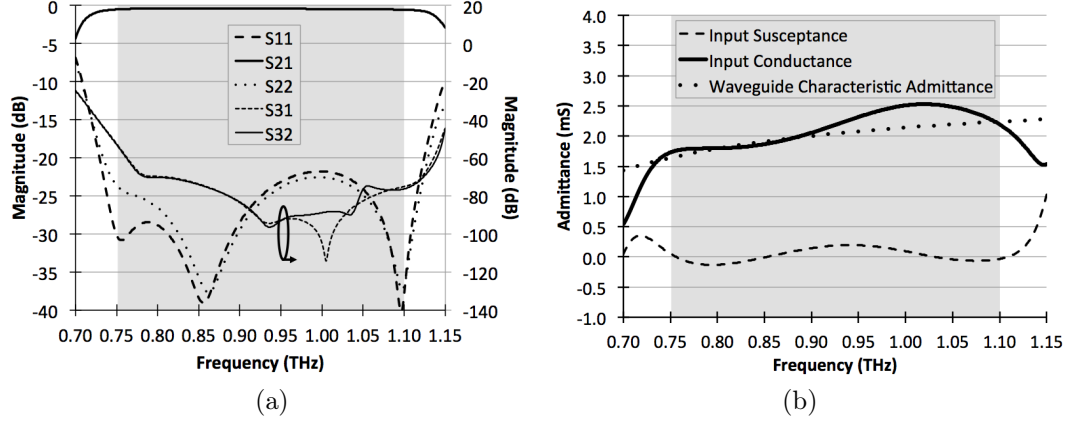 0
-5
-10
-15
-20
-25
-30
-35
-40
Magnitude (dB)
S11
S21
S22
S31
S32
20
0
-20
-40
-60
-80
-100
-120
-140
Magnitude (dB)
0.70 0.75 0.80 0.85 0.90 0.95 1.00 1.05 1.10 1.15
Frequency (THz)
(a)
4.0
3.5
3.0
2.5
2.0
1.5
1.0
0.5
0.0
-0.5
-1.0
Admittance (mS)
Input Susceptance
Input Conductance
Waveguide Characteristic Admittance
0.70 0.75 0.80 0.85 0.90 0.95 1.00 1.05 1.10 1.15
Frequency (THz)
(b)